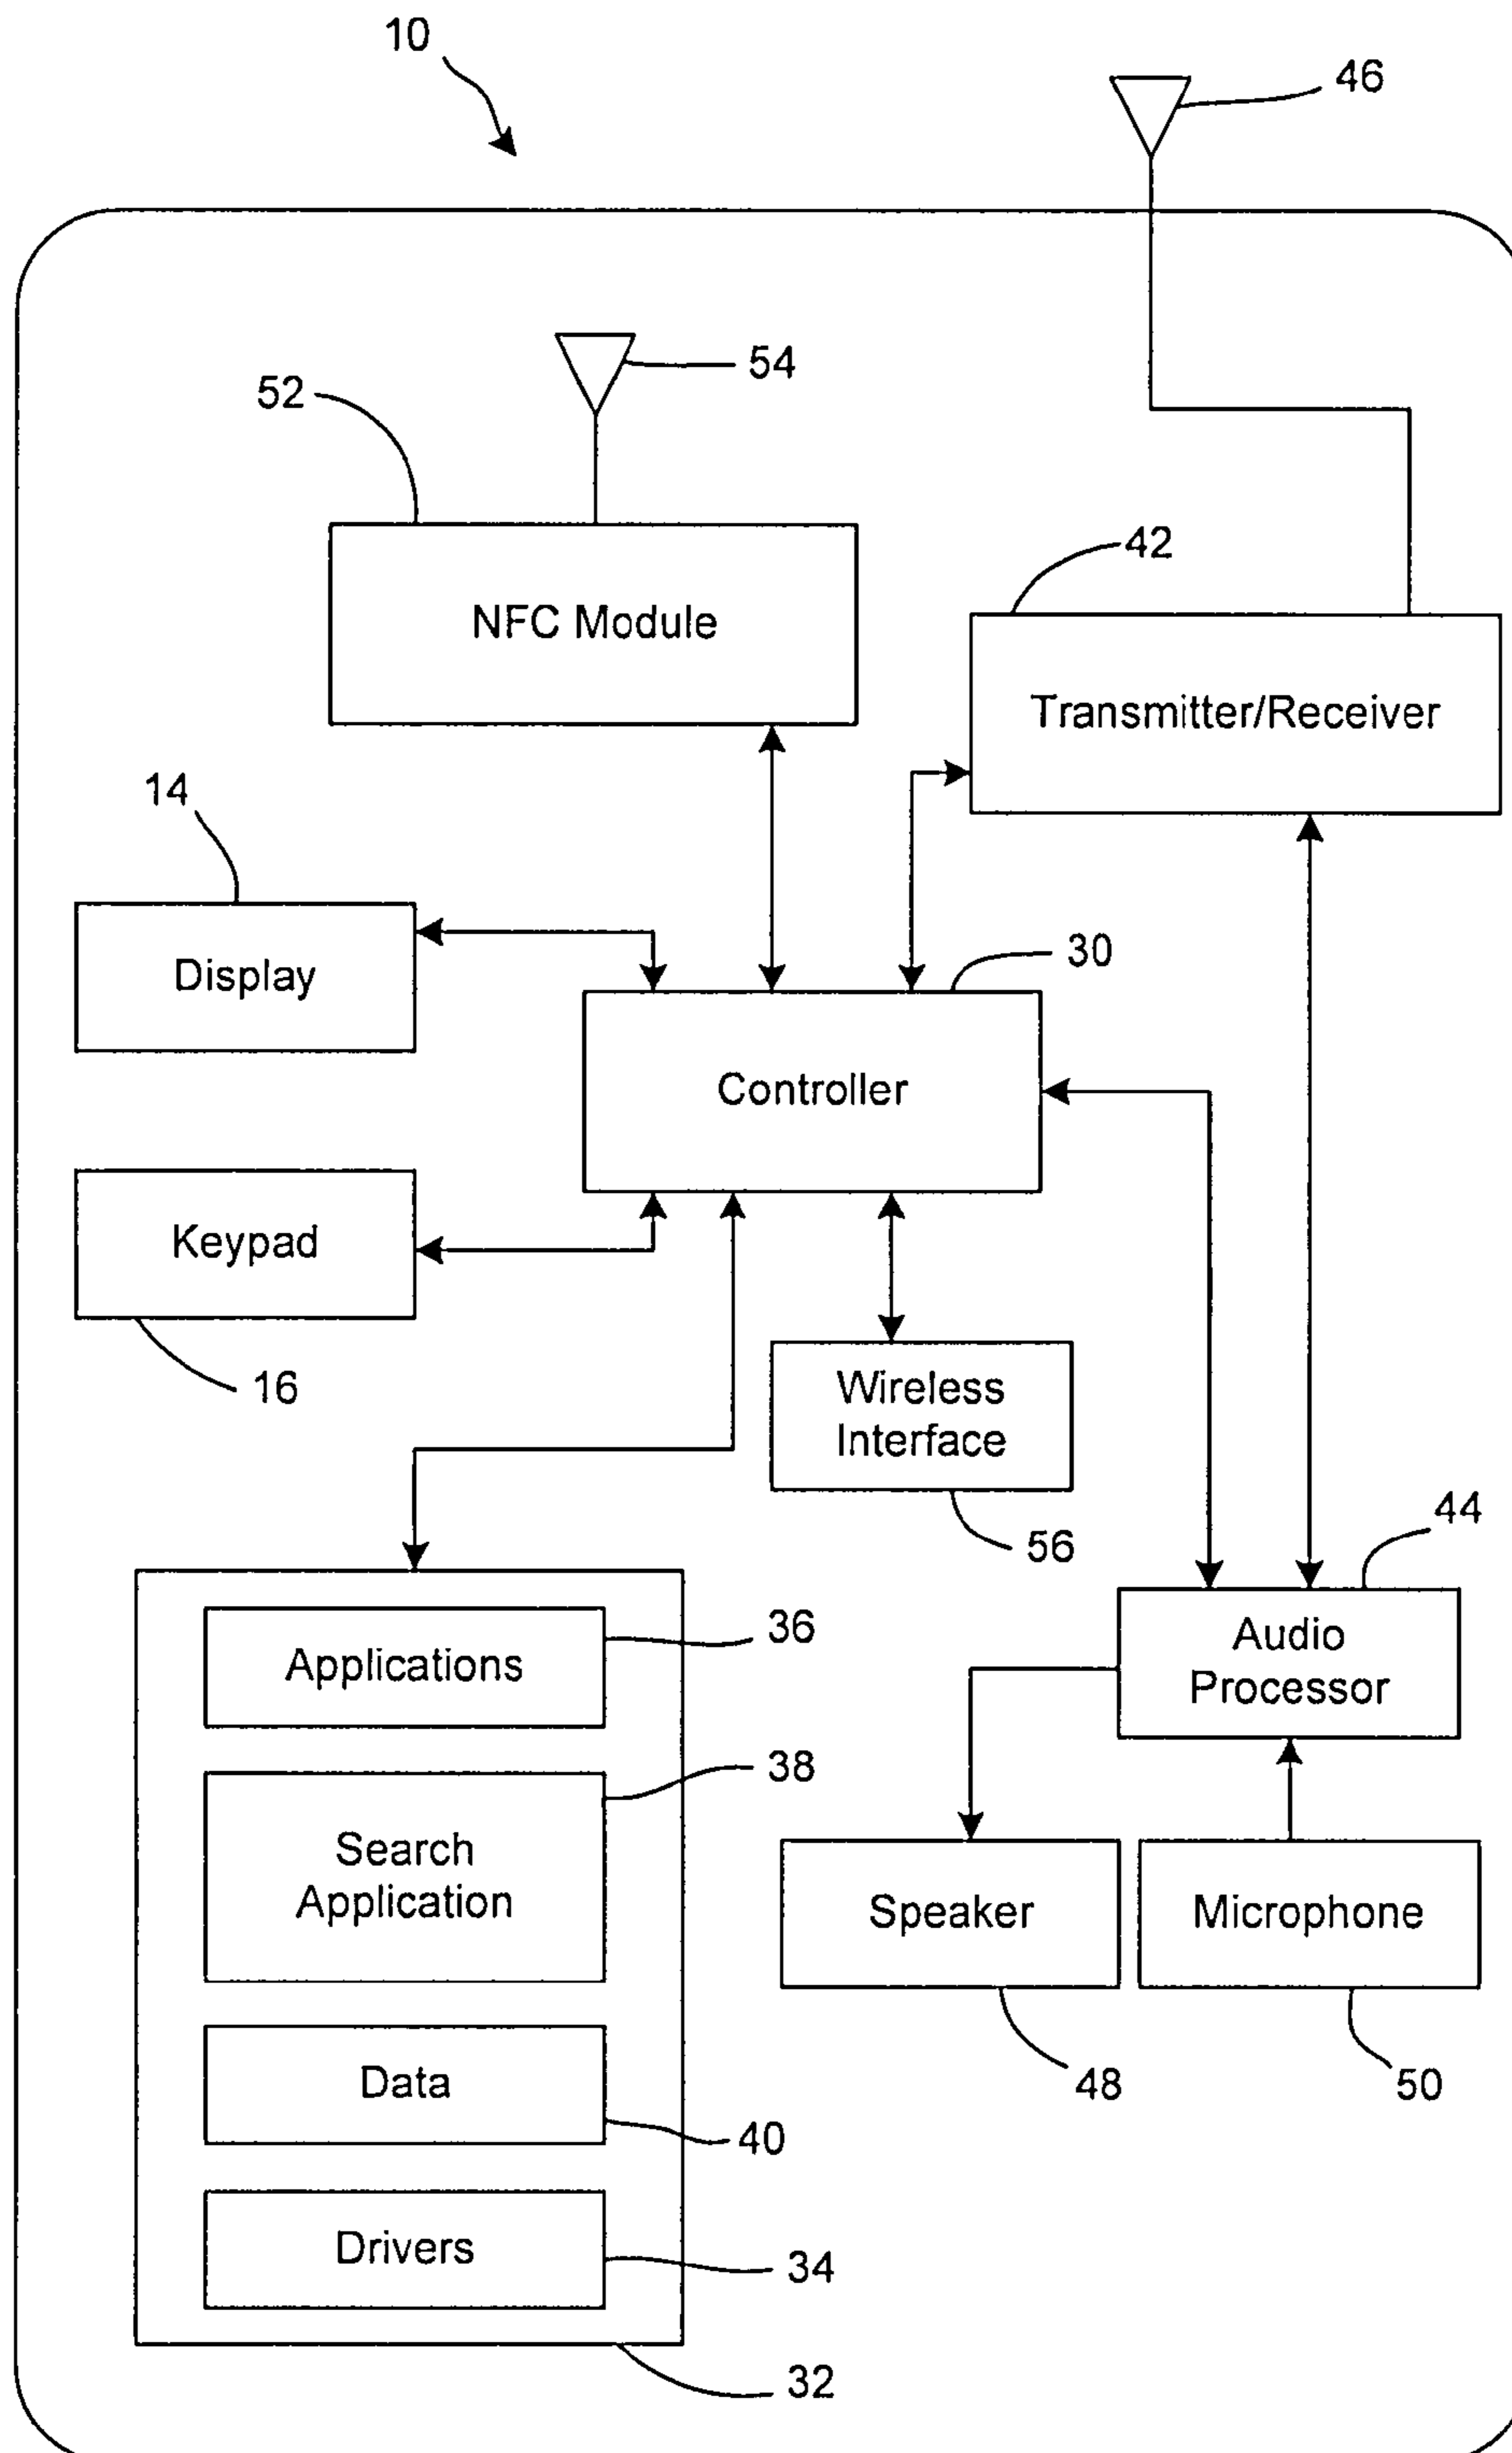 10
46
54
52
42
NFC Module
Transmitter/Receiver
14
30
Display
Controller
Keypad
16
Wireless
Interface
56
44
36
Applications
Audio
Processor
38
Search
Application
Speaker
Microphone
Data
48
50
40
Drivers
34
32